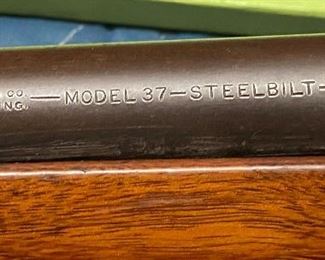 CO.
NG. —MODEL 37—STEELBILT—